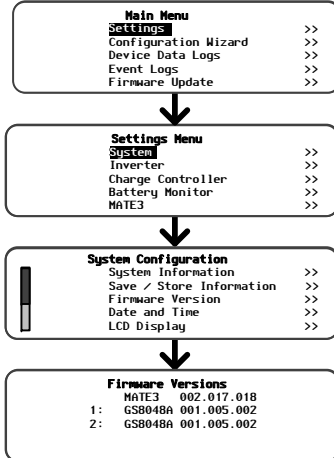 Main Menu
Settings >>
Configuration Wizard >>
Device Data Logs >>
Event Logs >>
Firmware Update >>
Settings Menu
System >>
Inverter >>
Charge Controller >>
Battery Monitor >>
MATE3 >>
System Configuration
System Information >>
Save / Store Information >>
Firmware Version >>
Date and Time >>
LCD Display >>
Firmware Versions
MATE3 002.017.018
1: GS8048A 001.005.002
2: GS8048A 001.005.002